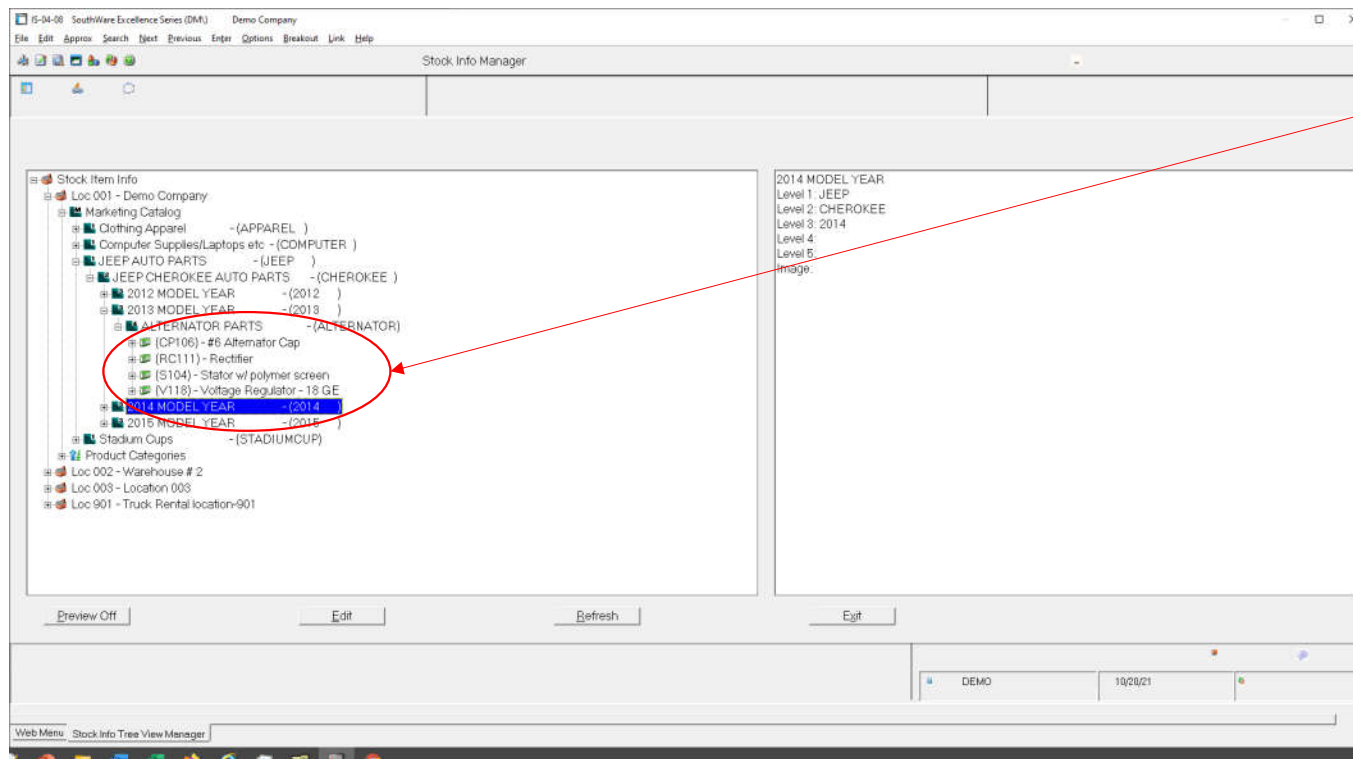 IS-04-08 SouthWare Excellence Series (DM\) Demo Company
File Edit Approx Search Next Previous Enter Options Breakout Link Help
Stock Info Manager
Stock Item Info
Loc 001 - Demo Company
Marketing Catalog
Clothing Apparel -(APPAREL )
Computer Supplies/Laptops etc -(COMPUTER )
JEEP AUTO PARTS -(JEEP )
JEEP CHEROKEE AUTO PARTS -(CHEROKEE )
2012 MODEL YEAR -(2012 )
2013 MODEL YEAR -(2013 )
ALTERNATOR PARTS -(ALTERNATOR)
(CP106) - #6 Alternator Cap
(RC111) - Rectifier
(S104) - Stator w/ polymer screen
(V118) - Voltage Regulator - 18 GE
2014 MODEL YEAR -(2014 )
2015 MODEL YEAR -(2015 )
Stadium Cups -(STADIUMCUP)
Product Categories
Loc 002 - Warehouse # 2
Loc 003 - Location 003
Loc 901 - Truck Rental location-901
2014 MODEL YEAR
Level 1: JEEP
Level 2: CHEROKEE
Level 3: 2014
Level 4:
Level 5:
Image:
Preview Off Edit Refresh Exit
DEMO 10/20/21
Web Menu Stock Info Tree View Manager